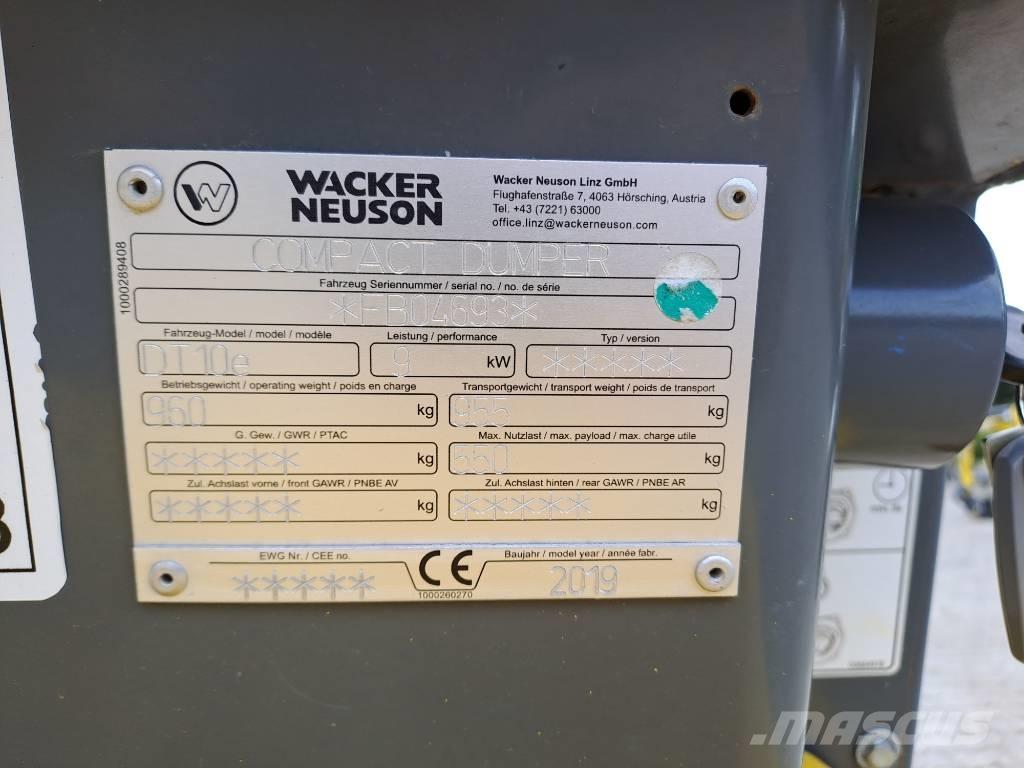 WACKER
NEUSON
Wacker Neuson Linz GmbH
Flughafenstraße 7, 4063 Hörsching, Austria
Tel. +43 (7221) 63000
office.linz@wackerneuson.com
1000289408
COMPACT DUMPER
Fahrzeug Seriennummer / serial no. / no. de série
*FB04693*
Fahrzeug-Model / model / modèle
Leistung / performance
Typ / version
DT10e
9 kW
*****
Betriebsgewicht / operating weight / poids en charge
Transportgewicht / transport weight / poids de transport
960 kg
955 kg
G. Gew. / GWR / PTAC
Max. Nutzlast / max. payload / max. charge utile
***** kg
550 kg
Zul. Achslast vorne / front GAWR / PNBE AV
Zul. Achslast hinten / rear GAWR / PNBE AR
***** kg
***** kg
EWG Nr. / CEE no.
CE
Baujahr / model year / année fabr.
*****
2019
1000260270
MASCUS